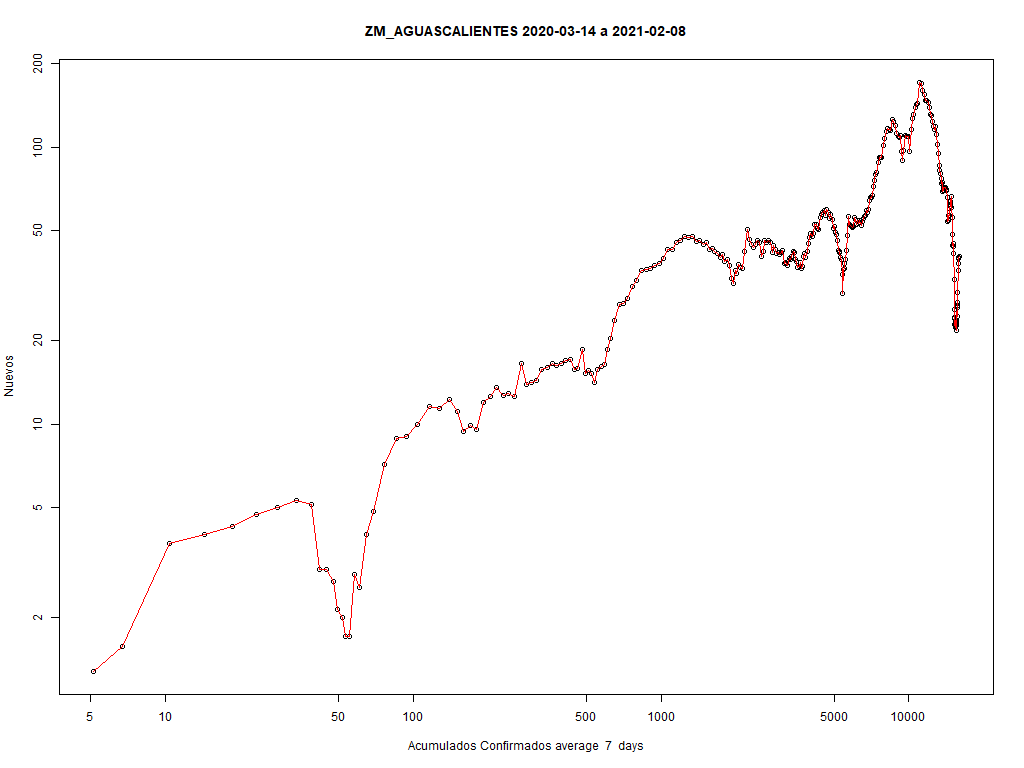 ZM_AGUASCALIENTES 2020-03-14 a 2021-02-08
200
100
50
20
10
5
2
Nuevos
5 10 50 100 500 1000 5000 10000
Acumulados Confirmados average 7 days